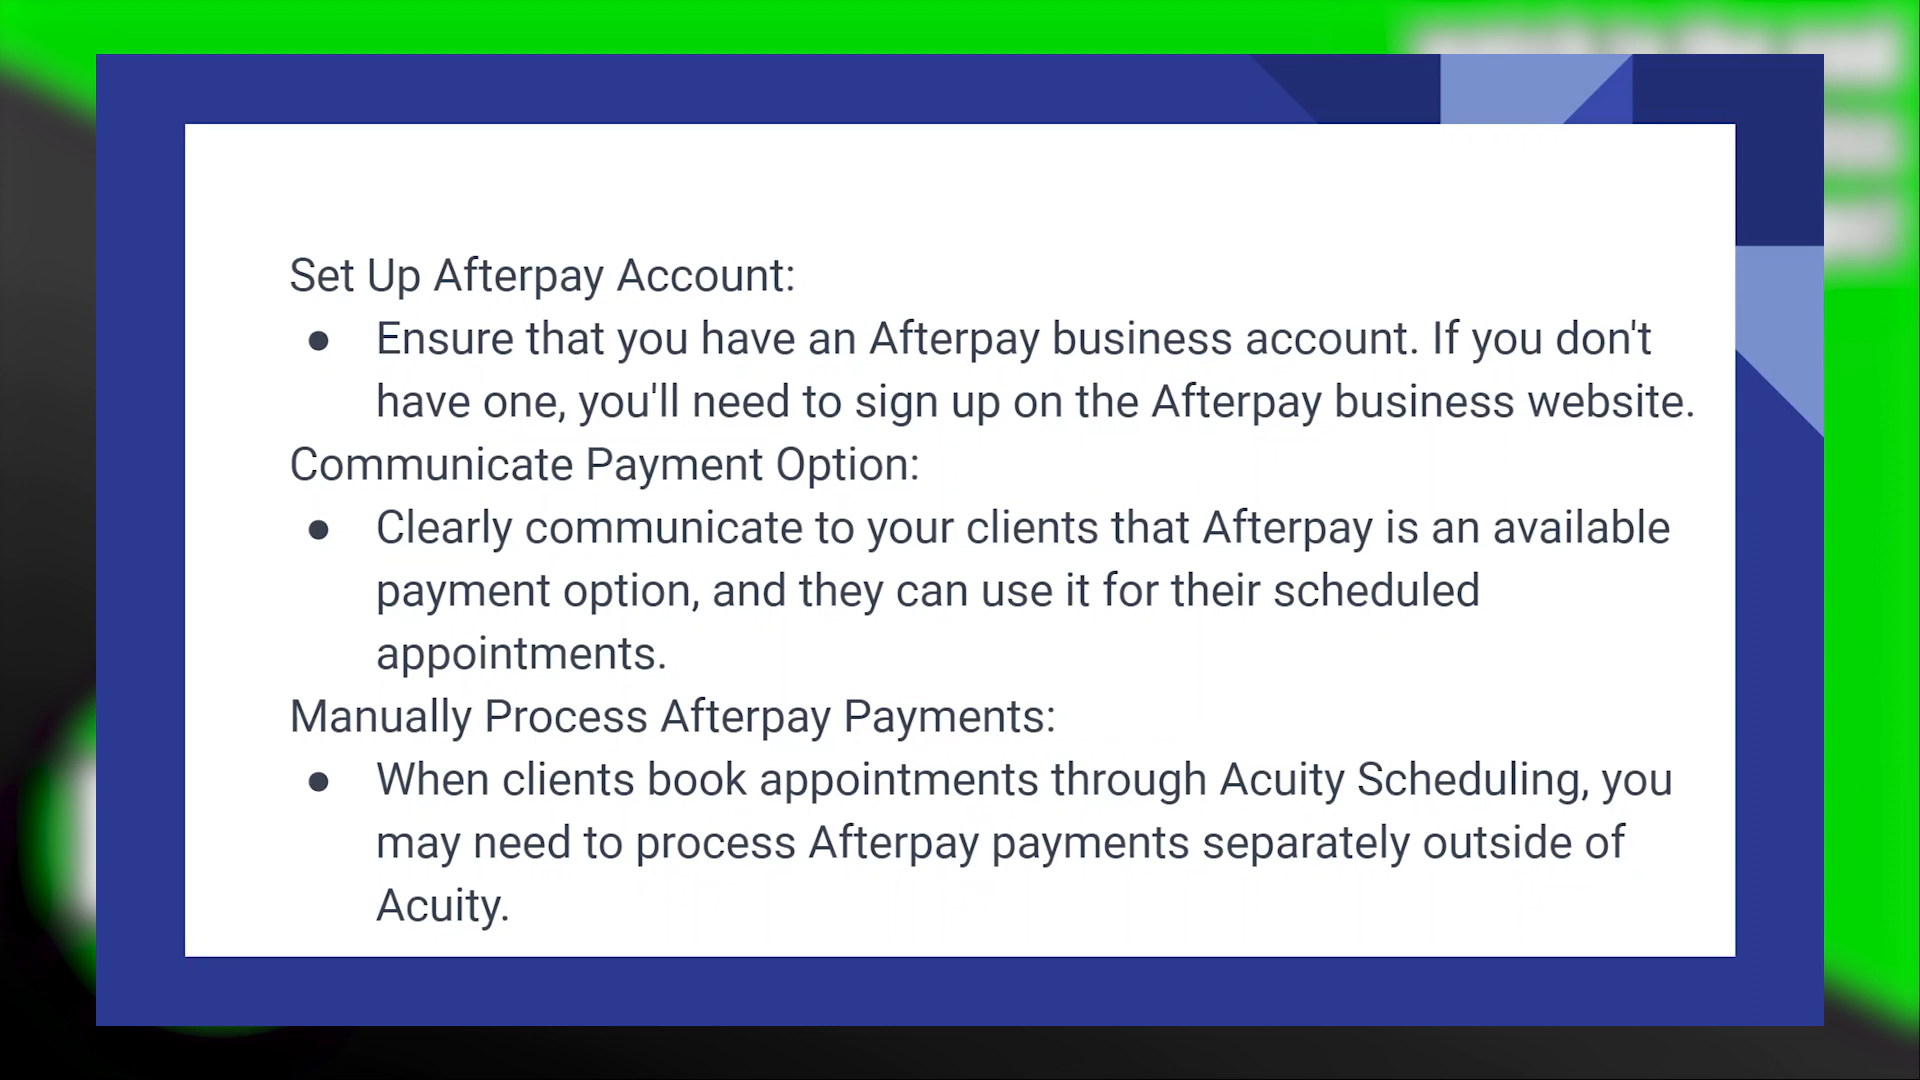 Set Up Afterpay Account:
● Ensure that you have an Afterpay business account. If you don't
have one, you'll need to sign up on the Afterpay business website.
Communicate Payment Option:
● Clearly communicate to your clients that Afterpay is an available
payment option, and they can use it for their scheduled
appointments.
Manually Process Afterpay Payments:
● When clients book appointments through Acuity Scheduling, you
may need to process Afterpay payments separately outside of
Acuity.